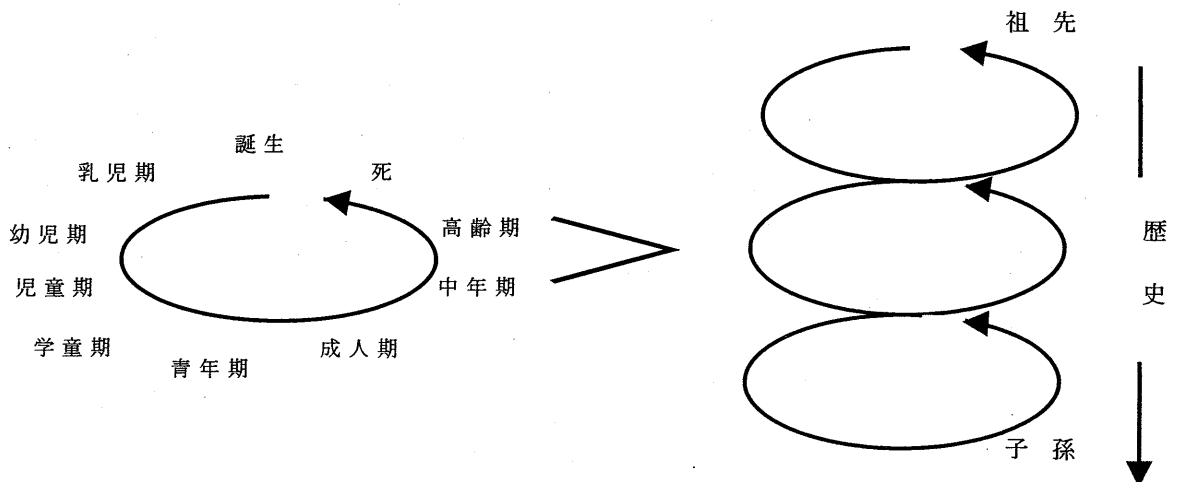 誕生
乳児期
幼児期
児童期
学童期
青年期
成人期
中年期
高齢期
死
祖先
歴史
子孫